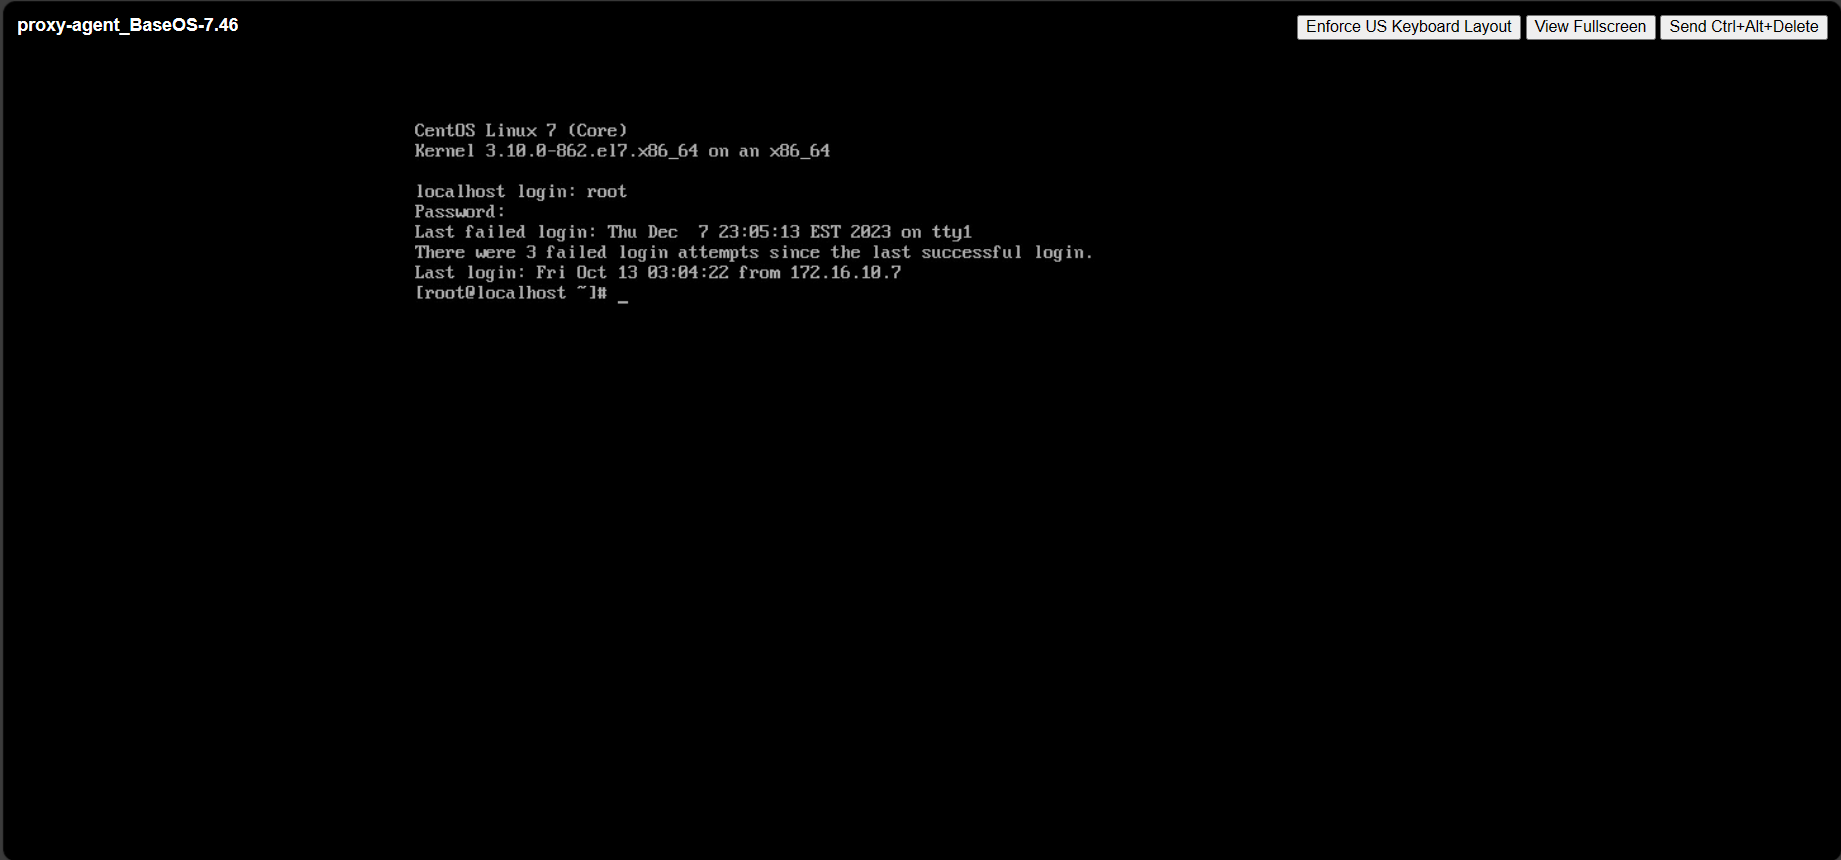 proxy-agent_BaseOS-7.46
Enforce US Keyboard Layout View Fullscreen Send Ctrl+Alt+Delete
CentOS Linux 7 (Core)
Kernel 3.10.0-862.el7.x86_64 on an x86_64
localhost login: root
Password:
Last failed login: Thu Dec  7 23:05:13 EST 2023 on tty1
There were 3 failed login attempts since the last successful login.
Last login: Fri Oct 13 03:04:22 from 172.16.10.7
[root@localhost ~]# _